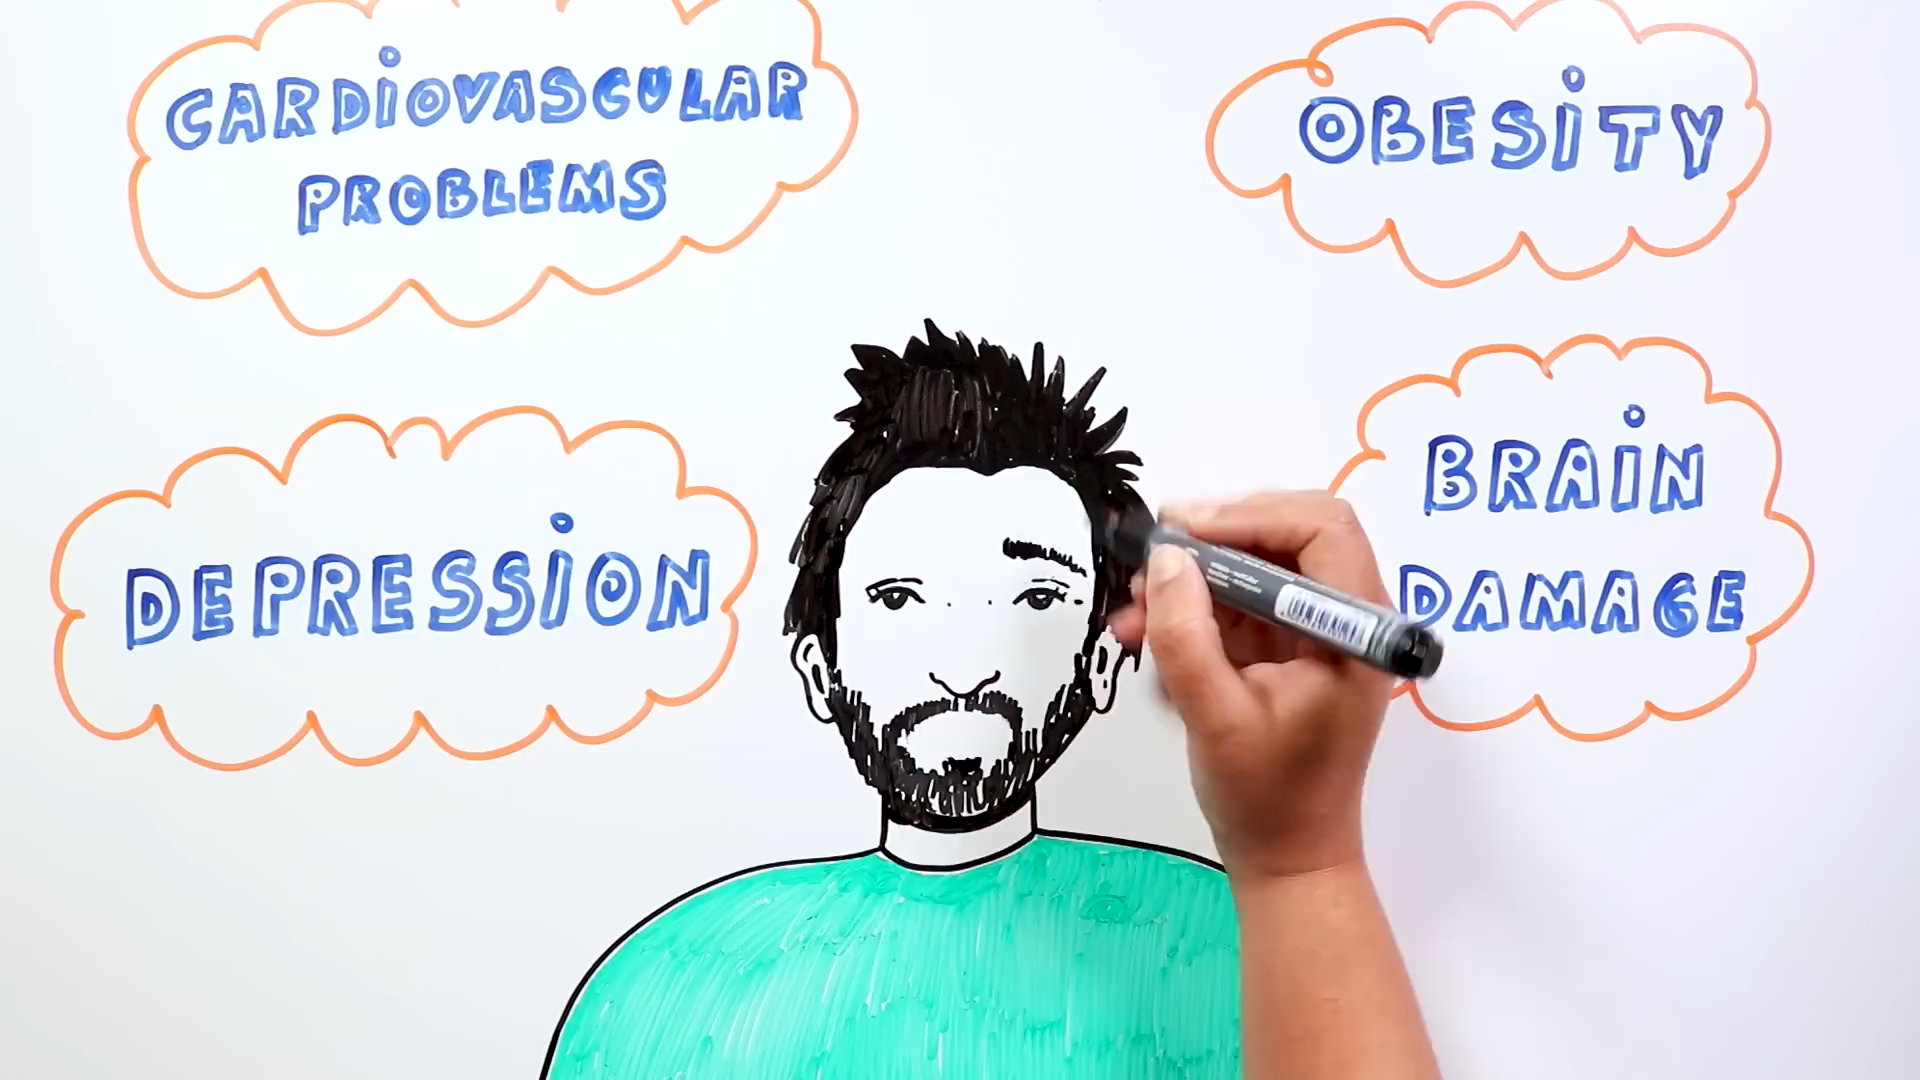 CARDIOVASCULAR
PROBLEMS
OBESITY
DEPRESSION
BRAIN
DAMAGE